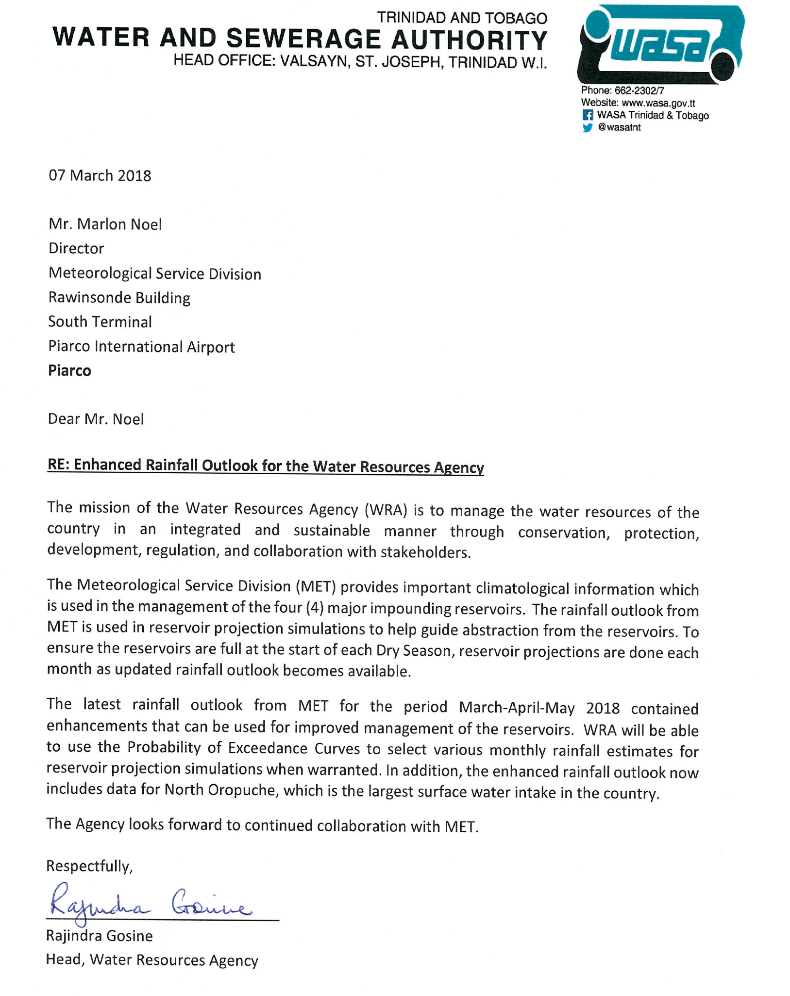 TRINIDAD AND TOBAGO
WATER AND SEWERAGE AUTHORITY
HEAD OFFICE: VALSAYN, ST. JOSEPH, TRINIDAD W.I.
wasa
Phone: 662-2302/7
Website: www.wasa.gov.tt
WASA Trinidad & Tobago
@wasatnt
07 March 2018
Mr. Marlon Noel
Director
Meteorological Service Division
Rawinsonde Building
South Terminal
Piarco International Airport
Piarco
Dear Mr. Noel
RE: Enhanced Rainfall Outlook for the Water Resources Agency
The mission of the Water Resources Agency (WRA) is to manage the water resources of the
country in an integrated and sustainable manner through conservation, protection,
development, regulation, and collaboration with stakeholders.
The Meteorological Service Division (MET) provides important climatological information which
is used in the management of the four (4) major impounding reservoirs. The rainfall outlook from
MET is used in reservoir projection simulations to help guide abstraction from the reservoirs. To
ensure the reservoirs are full at the start of each Dry Season, reservoir projections are done each
month as updated rainfall outlook becomes available.
The latest rainfall outlook from MET for the period March-April-May 2018 contained
enhancements that can be used for improved management of the reservoirs. WRA will be able
to use the Probability of Exceedance Curves to select various monthly rainfall estimates for
reservoir projection simulations when warranted. In addition, the enhanced rainfall outlook now
includes data for North Oropuche, which is the largest surface water intake in the country.
The Agency looks forward to continued collaboration with MET.
Respectfully,
Rajindra Gosine
Rajindra Gosine
Head, Water Resources Agency